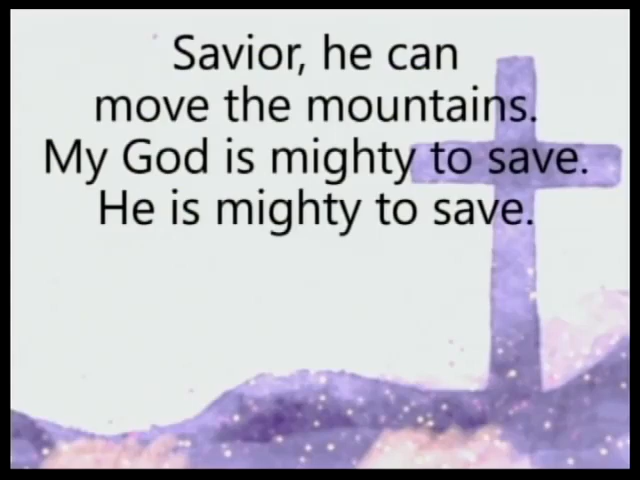 Savior, he can
move the mountains.
My God is mighty to save.
He is mighty to save.